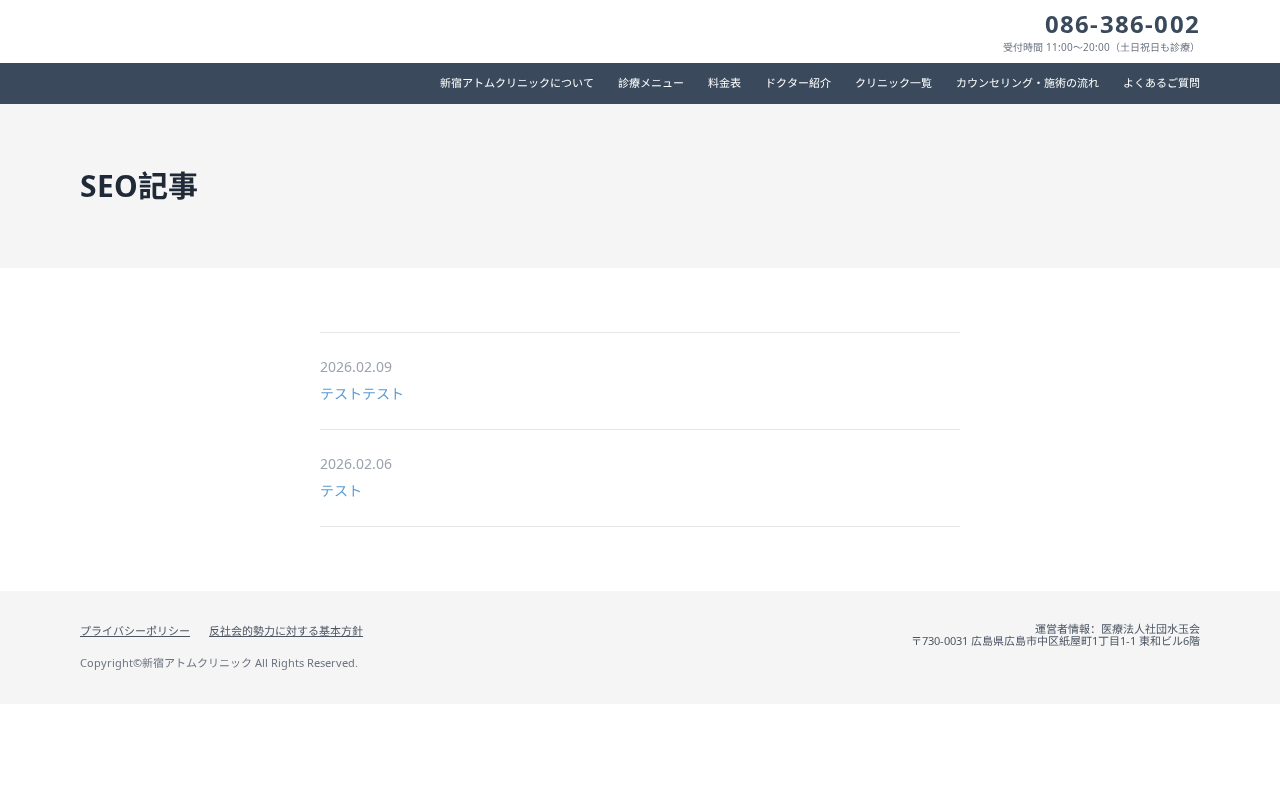 086-386-002
受付時間 11:00〜20:00（土日祝日も診療）
新宿アトムクリニックについて 診療メニュー 料金表 ドクター紹介 クリニック一覧 カウンセリング・施術の流れ よくあるご質問
SEO記事
2026.02.09
テストテスト
2026.02.06
テスト
プライバシーポリシー 反社会的勢力に対する基本方針
Copyright©新宿アトムクリニック All Rights Reserved.
運営者情報：医療法人社団水玉会
〒730-0031 広島県広島市中区紙屋町1丁目1-1 東和ビル6階